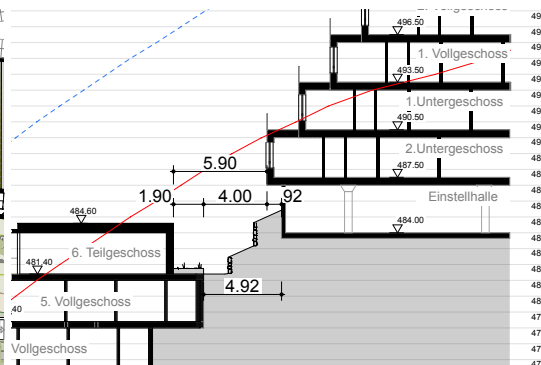 496.50
1. Vollgeschoss
493.50
1.Untergeschoss
490.50
2.Untergeschoss
487.50
5.90
1.90 4.00 92
Einstellhalle
484.60
484.00
6. Teilgeschoss
481.40
4.92
5. Vollgeschoss
.40
Vollgeschoss